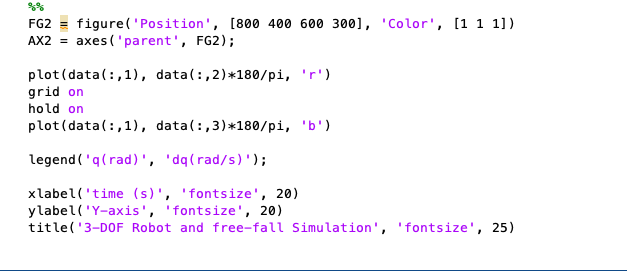 %%
FG2 = figure('Position', [800 400 600 300], 'Color', [1 1 1])
AX2 = axes('parent', FG2);
plot(data(:,1), data(:,2)*180/pi, 'r')
grid on
hold on
plot(data(:,1), data(:,3)*180/pi, 'b')
legend('q(rad)', 'dq(rad/s)');
xlabel('time (s)', 'fontsize', 20)
ylabel('Y-axis', 'fontsize', 20)
title('3-DOF Robot and free-fall Simulation', 'fontsize', 25)